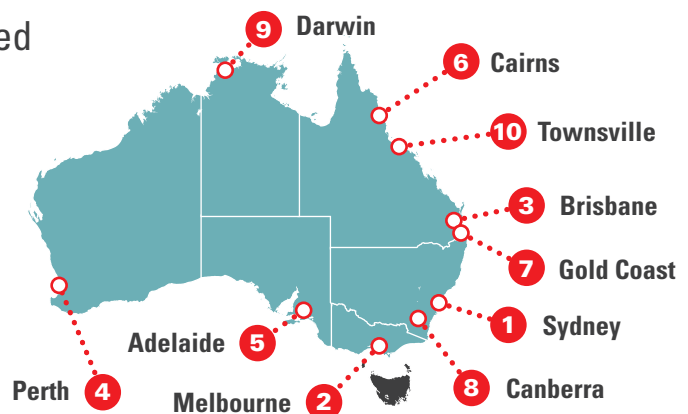 ed
9 Darwin
6 Cairns
10 Townsville
3 Brisbane
7 Gold Coast
1 Sydney
Adelaide 5
8 Canberra
Perth 4
Melbourne 2